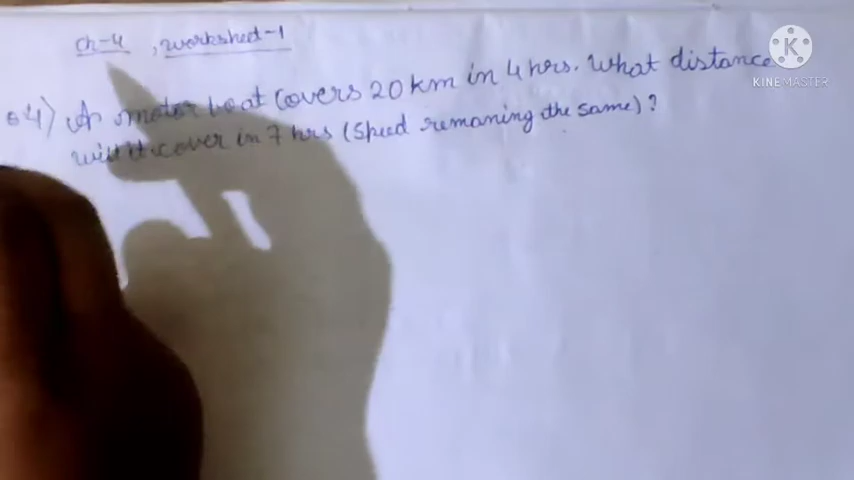 Ch-4 , worksheet-1
Q4) A motor boat covers 20 km in 4 hrs. What distance
will it cover in 7 hrs (Speed remaning the same) ?
KINEMASTER